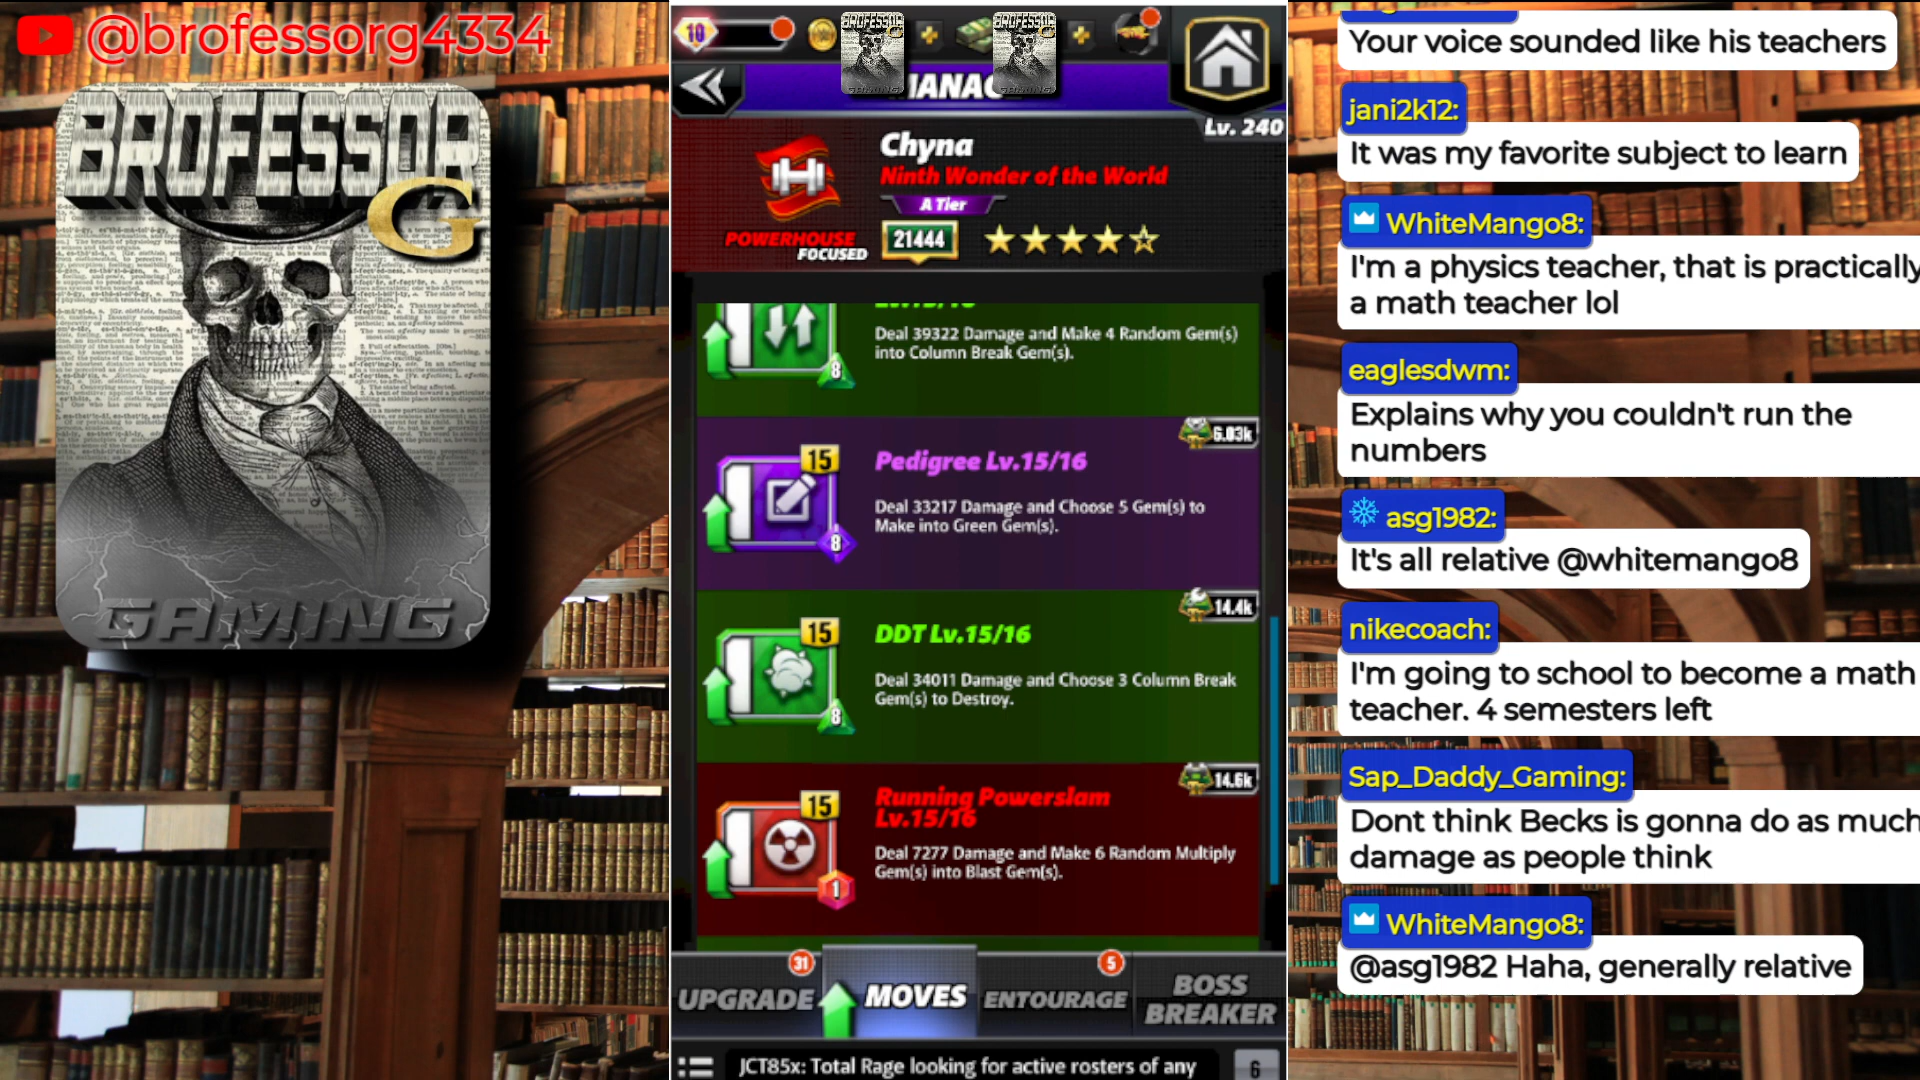 @brofessorg4334
BROFESSOR
G
GAMING
10
Lv. 240
Chyna
Ninth Wonder of the World
A Tier
POWERHOUSE
FOCUSED
21444
Deal 39322 Damage and Make 4 Random Gem(s)
into Column Break Gem(s).
8
6.03k
15
Pedigree Lv.15/16
Deal 33217 Damage and Choose 5 Gem(s) to
Make into Green Gem(s).
8
14.4k
15
DDT Lv.15/16
Deal 34011 Damage and Choose 3 Column Break
Gem(s) to Destroy.
8
14.6k
15
Running Powerslam
Lv.15/16
Deal 7277 Damage and Make 6 Random Multiply
Gem(s) into Blast Gem(s).
1
31
UPGRADE
MOVES
5
ENTOURAGE
BOSS
BREAKER
JCT85x: Total Rage looking for active rosters of any
6
Your voice sounded like his teachers
jani2k12:
It was my favorite subject to learn
WhiteMango8:
I'm a physics teacher, that is practically
a math teacher lol
eaglesdwm:
Explains why you couldn't run the
numbers
asg1982:
It's all relative @whitemango8
nikecoach:
I'm going to school to become a math
teacher. 4 semesters left
Sap_Daddy_Gaming:
Dont think Becks is gonna do as much
damage as people think
WhiteMango8:
@asg1982 Haha, generally relative